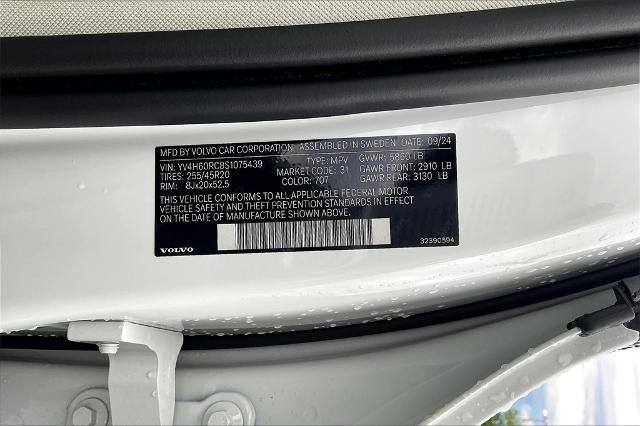 MFD BY VOLVO CAR CORPORATION ASSEMBLED IN SWEDEN DATE: 09/24
VIN: YV4H60RC8S1075439 TYPE: MPV GVWR: 5860 LB
TIRES: 255/45R20 MARKET CODE: 31 GAWR FRONT: 2910 LB
RIM: 8Jx20x52.5 COLOR: 707 GAWR REAR: 3130 LB
THIS VEHICLE CONFORMS TO ALL APPLICABLE FEDERAL MOTOR
VEHICLE SAFETY AND THEFT PREVENTION STANDARDS IN EFFECT
ON THE DATE OF MANUFACTURE SHOWN ABOVE.
32390594
VOLVO